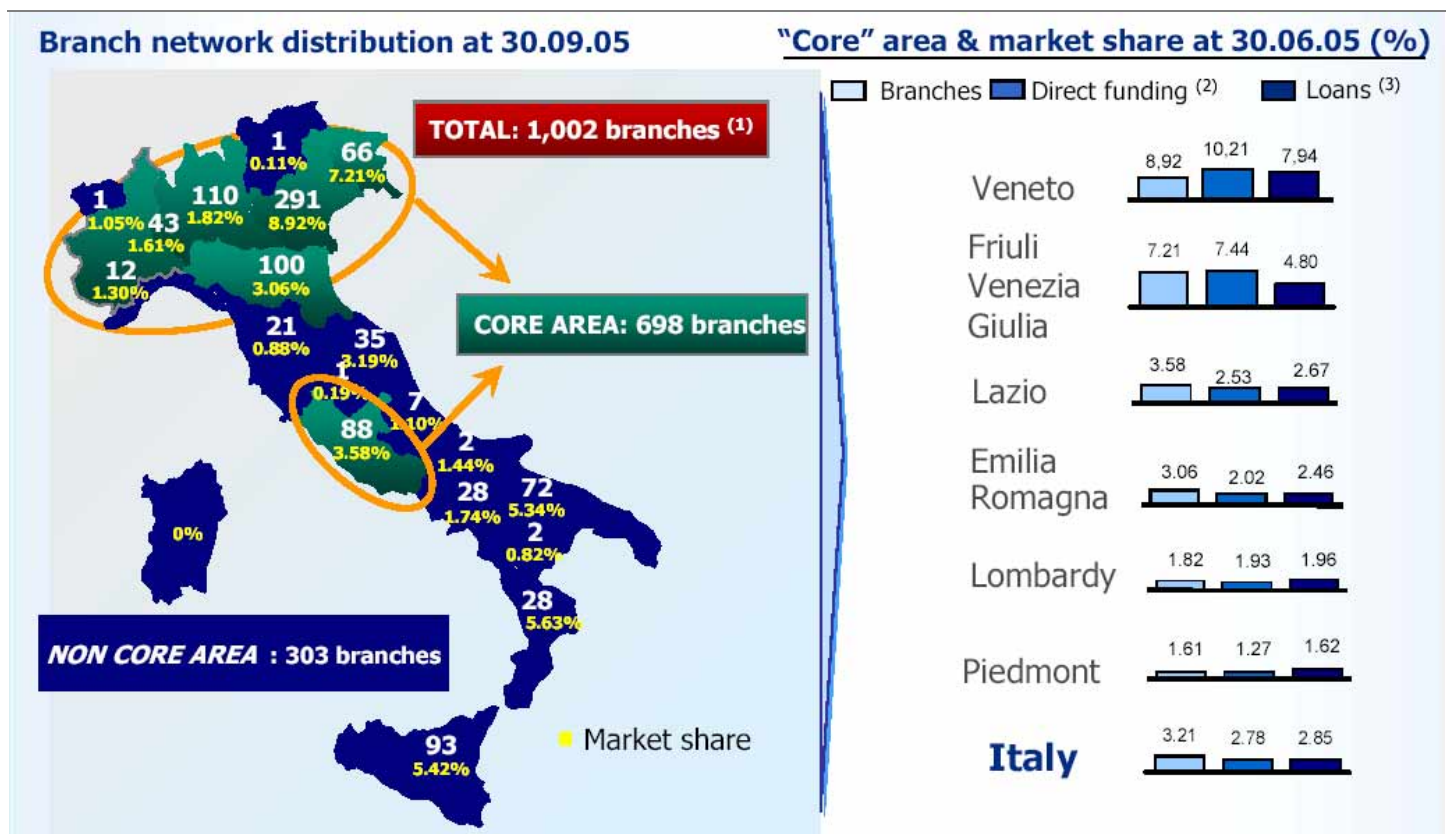 Branch network distribution at 30.09.05
TOTAL: 1,002 branches (1)
1
0.11%
66
7.21%
1
1.05%
43
1.61%
110
1.82%
291
8.92%
12
1.30%
100
3.06%
CORE AREA: 698 branches
21
0.88%
35
3.19%
1
0.19%
7
1.10%
88
3.58%
2
1.44%
28
1.74%
72
5.34%
2
0.82%
0%
28
5.63%
NON CORE AREA : 303 branches
93
5.42%
Market share
"Core" area & market share at 30.06.05 (%)
Branches Direct funding (2) Loans (3)
8,92 10,21 7,94
Veneto
7.21 7.44 4.80
Friuli
Venezia
Giulia
3.58 2.53 2.67
Lazio
3.06 2.02 2.46
Emilia
Romagna
1.82 1.93 1.96
Lombardy
1.61 1.27 1.62
Piedmont
3.21 2.78 2.85
Italy